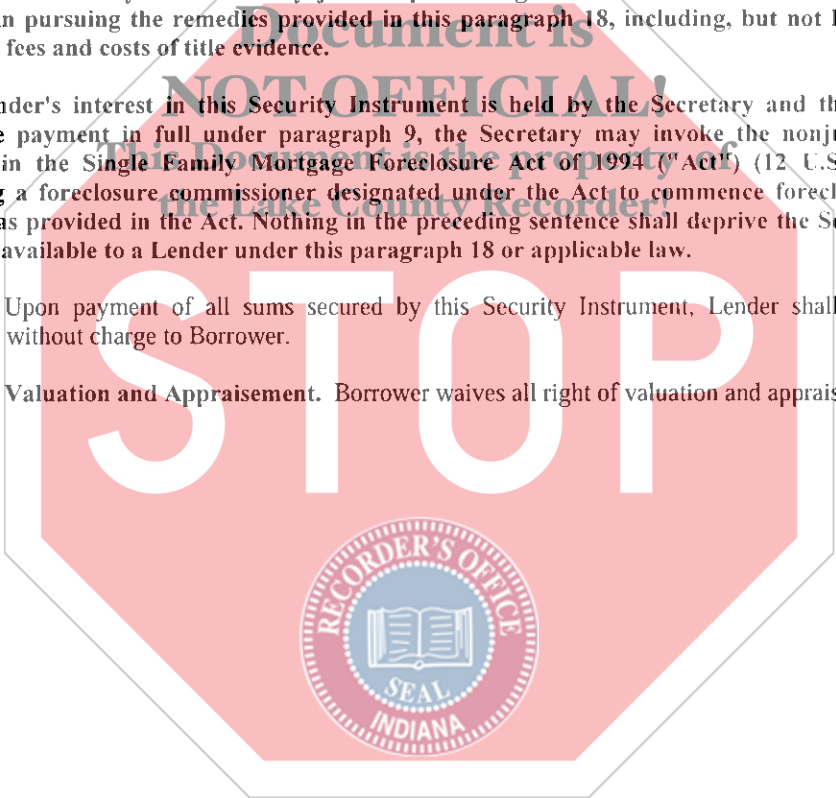 in pursuing the remedies provided in this paragraph 18, including, but not
fees and costs of title evidence.
Document is
NOT OFFICIAL!
This Document is the property of
the Lake County Recorder!
nder's interest in this Security Instrument is held by the Secretary and th
e payment in full under paragraph 9, the Secretary may invoke the nonju
in the Single Family Mortgage Foreclosure Act of 1994 ("Act") (12 U.S
g a foreclosure commissioner designated under the Act to commence forecl
as provided in the Act. Nothing in the preceding sentence shall deprive the S
available to a Lender under this paragraph 18 or applicable law.
Upon payment of all sums secured by this Security Instrument, Lender shall
without charge to Borrower.
Valuation and Appraisement. Borrower waives all right of valuation and apprais
STOP
RECORDER'S OFFICE
SEAL
INDIANA